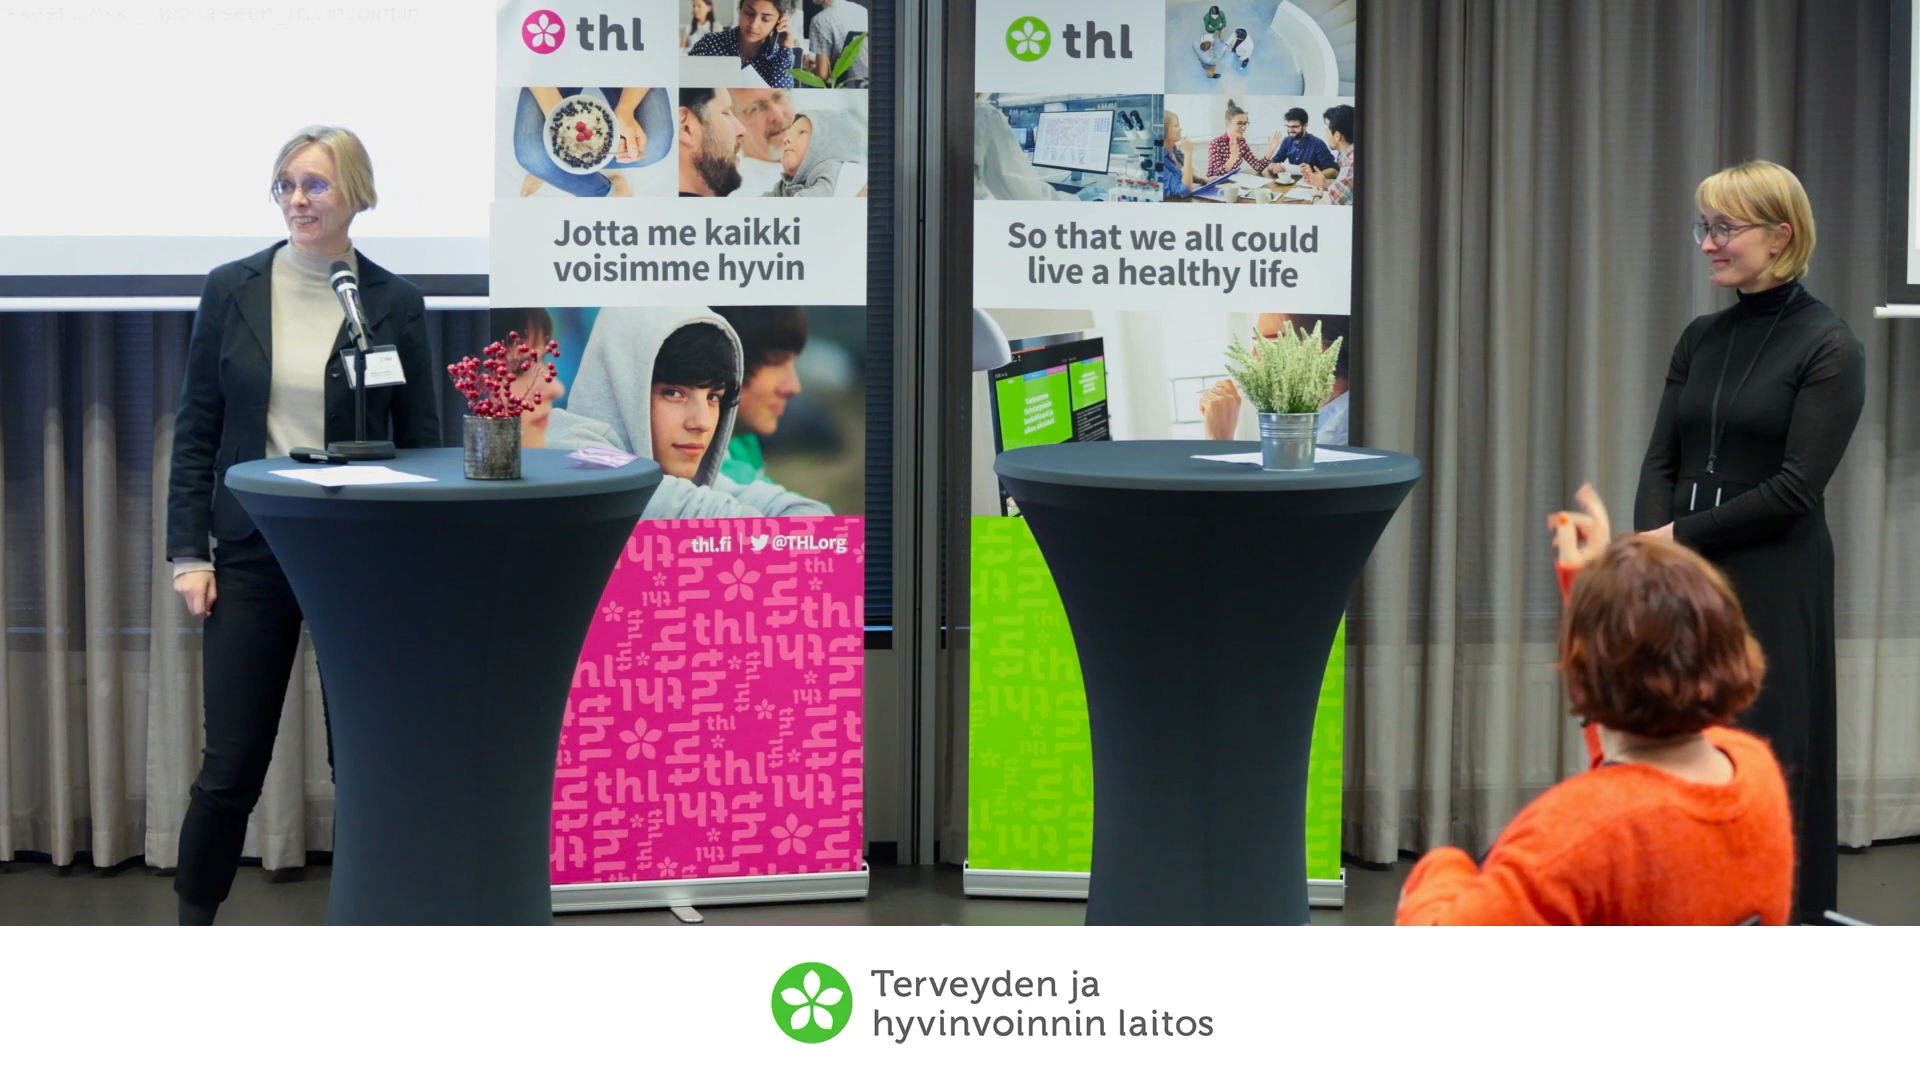 thl
Jotta me kaikki
voisimme hyvin
thl.fi | @THLorg
thl
So that we all could
live a healthy life
Terveyden ja
hyvinvoinnin laitos